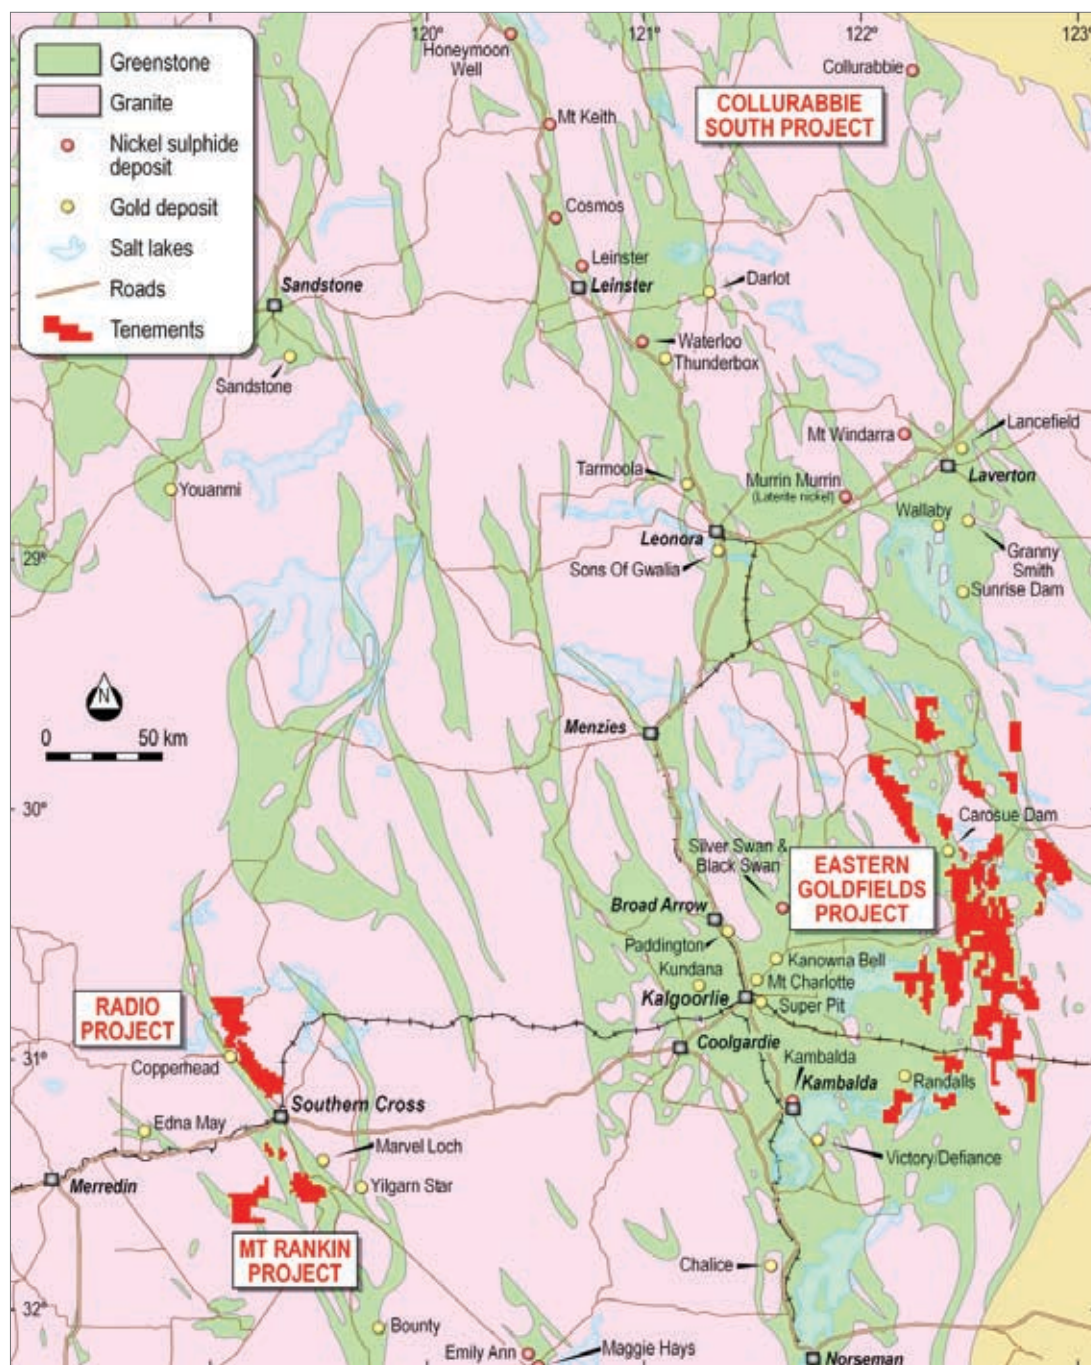 120°
121°
122°
123°
Greenstone
Granite
Nickel sulphide
deposit
Gold deposit
Salt lakes
Roads
Tenements
Honeymoon
Well
Collurabbie
COLLURABBIE
SOUTH PROJECT
Mt Keith
Cosmos
Leinster
Leinster
Sandstone
Darlot
Waterloo
Thunderbox
Sandstone
Lancefield
Mt Windarra
Tarmoola
Murrin Murrin
(Laterite nickel)
Laverton
Youanmi
Wallaby
Leonora
Granny
Smith
Sons Of Gwalia
29°
Sunrise Dam
N
0
50 km
Menzies
30°
Carosue Dam
Silver Swan &
Black Swan
EASTERN
GOLDFIELDS
PROJECT
Broad Arrow
Paddington
Kanowna Bell
Kundana
Mt Charlotte
Kalgoorlie
Super Pit
RADIO
PROJECT
Coolgardie
31°
Copperhead
Kambalda
Kambalda
Randalls
Southern Cross
Edna May
Marvel Loch
Victory/Defiance
Merredin
Yilgarn Star
MT RANKIN
PROJECT
Chalice
32°
Bounty
Emily Ann
Maggie Hays
Norseman